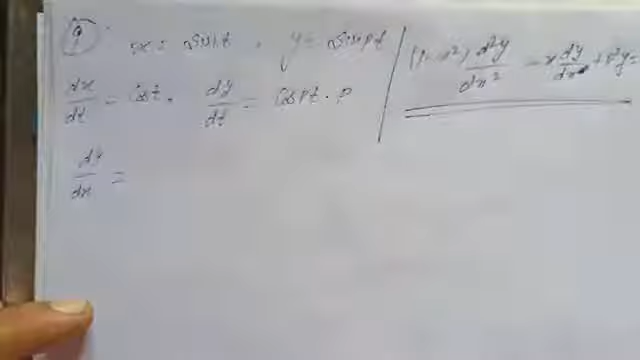 9 x = sin t , y = sin pt
dx/dt = Cos t . dy/dt = Cos pt . p
dy/dx =
(1-x²) d²y/dx² - x dy/dx + p²y =